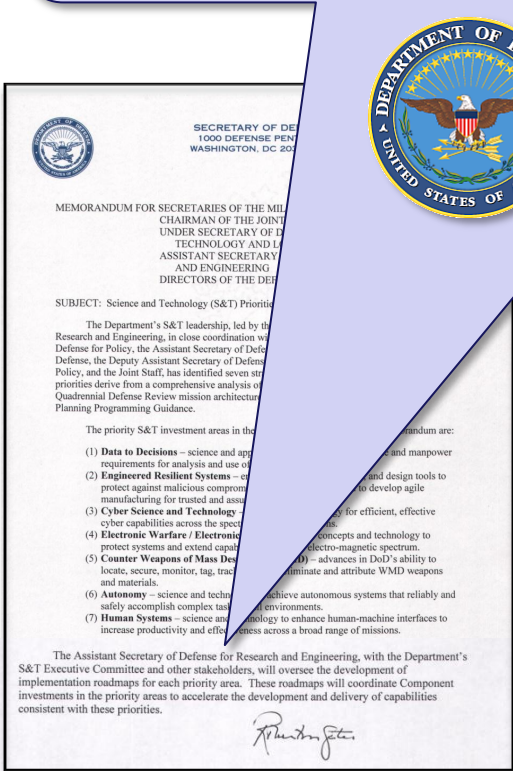 DEPARTMENT OF
UNITED STATES OF
SECRETARY OF DE
1000 DEFENSE PEN
WASHINGTON, DC 203
MEMORANDUM FOR SECRETARIES OF THE MIL
CHAIRMAN OF THE JOINT
UNDER SECRETARY OF D
TECHNOLOGY AND L
ASSISTANT SECRETARY
AND ENGINEERING
DIRECTORS OF THE DEF
SUBJECT: Science and Technology (S&T) Prioritie
The Department's S&T leadership, led by th
Research and Engineering, in close coordination wi
Defense for Policy, the Assistant Secretary of Defe
Defense, the Deputy Assistant Secretary of Defens
Policy, and the Joint Staff, has identified seven str
priorities derive from a comprehensive analysis of
Quadrennial Defense Review mission architecture
Planning Programming Guidance.
The priority S&T investment areas in the randum are:
(1) Data to Decisions – science and app and manpower
requirements for analysis and use of
(2) Engineered Resilient Systems – e and design tools to
protect against malicious comprom to develop agile
manufacturing for trusted and assu
(3) Cyber Science and Technology – gy for efficient, effective
cyber capabilities across the spect ns.
(4) Electronic Warfare / Electronic concepts and technology to
protect systems and extend capab electro-magnetic spectrum.
(5) Counter Weapons of Mass Des D) – advances in DoD's ability to
locate, secure, monitor, tag, trac iminate and attribute WMD weapons
and materials.
(6) Autonomy – science and techn achieve autonomous systems that reliably and
safely accomplish complex task environments.
(7) Human Systems – science and nology to enhance human-machine interfaces to
increase productivity and effe eness across a broad range of missions.
The Assistant Secretary of Defense for Research and Engineering, with the Department's
S&T Executive Committee and other stakeholders, will oversee the development of
implementation roadmaps for each priority area. These roadmaps will coordinate Component
investments in the priority areas to accelerate the development and delivery of capabilities
consistent with these priorities.